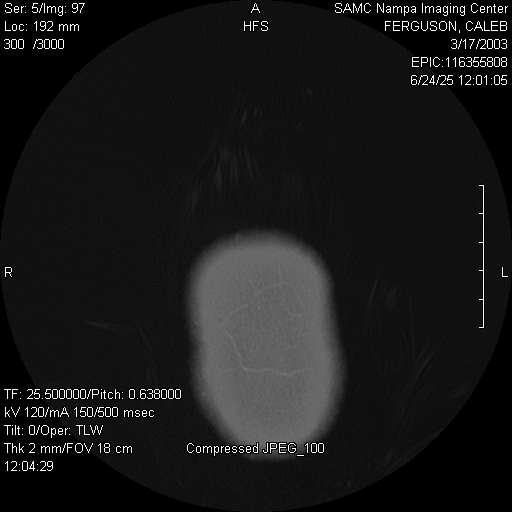 Ser: 5/Img: 97
Loc: 192 mm
300 /3000
A
HFS
SAMC Nampa Imaging Center
FERGUSON, CALEB
3/17/2003
EPIC:116355808
6/24/25 12:01:05
R
L
TF: 25.500000/Pitch: 0.638000
kV 120/mA 150/500 msec
Tilt: 0/Oper: TLW
Thk 2 mm/FOV 18 cm
12:04:29
Compressed JPEG_100